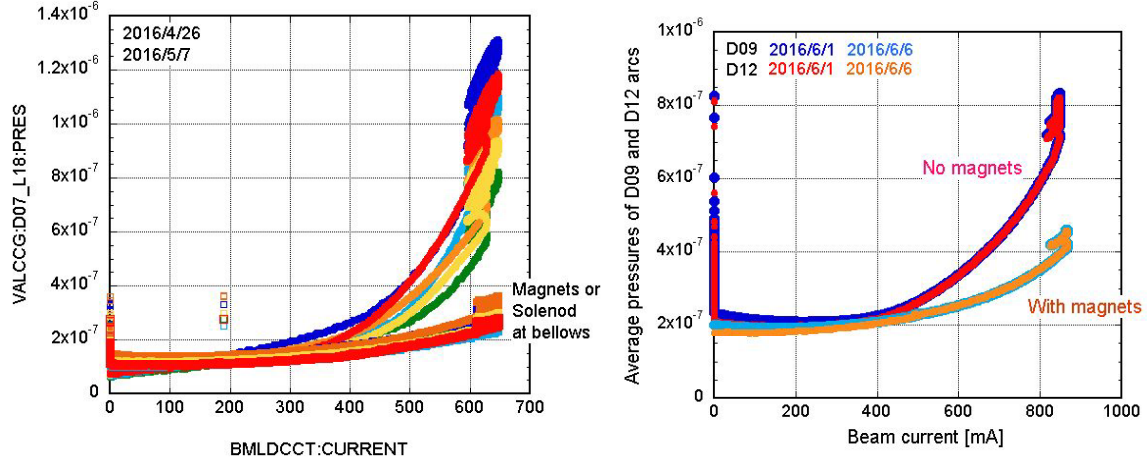 1.4x10-6
1.2x10-6
1x10-6
8x10-7
6x10-7
4x10-7
2x10-7
0
0 100 200 300 400 500 600 700
VALCCG:D07_L18:PRES
BMLDCCT:CURRENT
2016/4/26
2016/5/7
Magnets or
Solenod
at bellows
1x10-6
8x10-7
6x10-7
4x10-7
2x10-7
0
0 200 400 600 800 1000
Average pressures of D09 and D12 arcs
Beam current [mA]
D09 2016/6/1 2016/6/6
D12 2016/6/1 2016/6/6
No magnets
With magnets